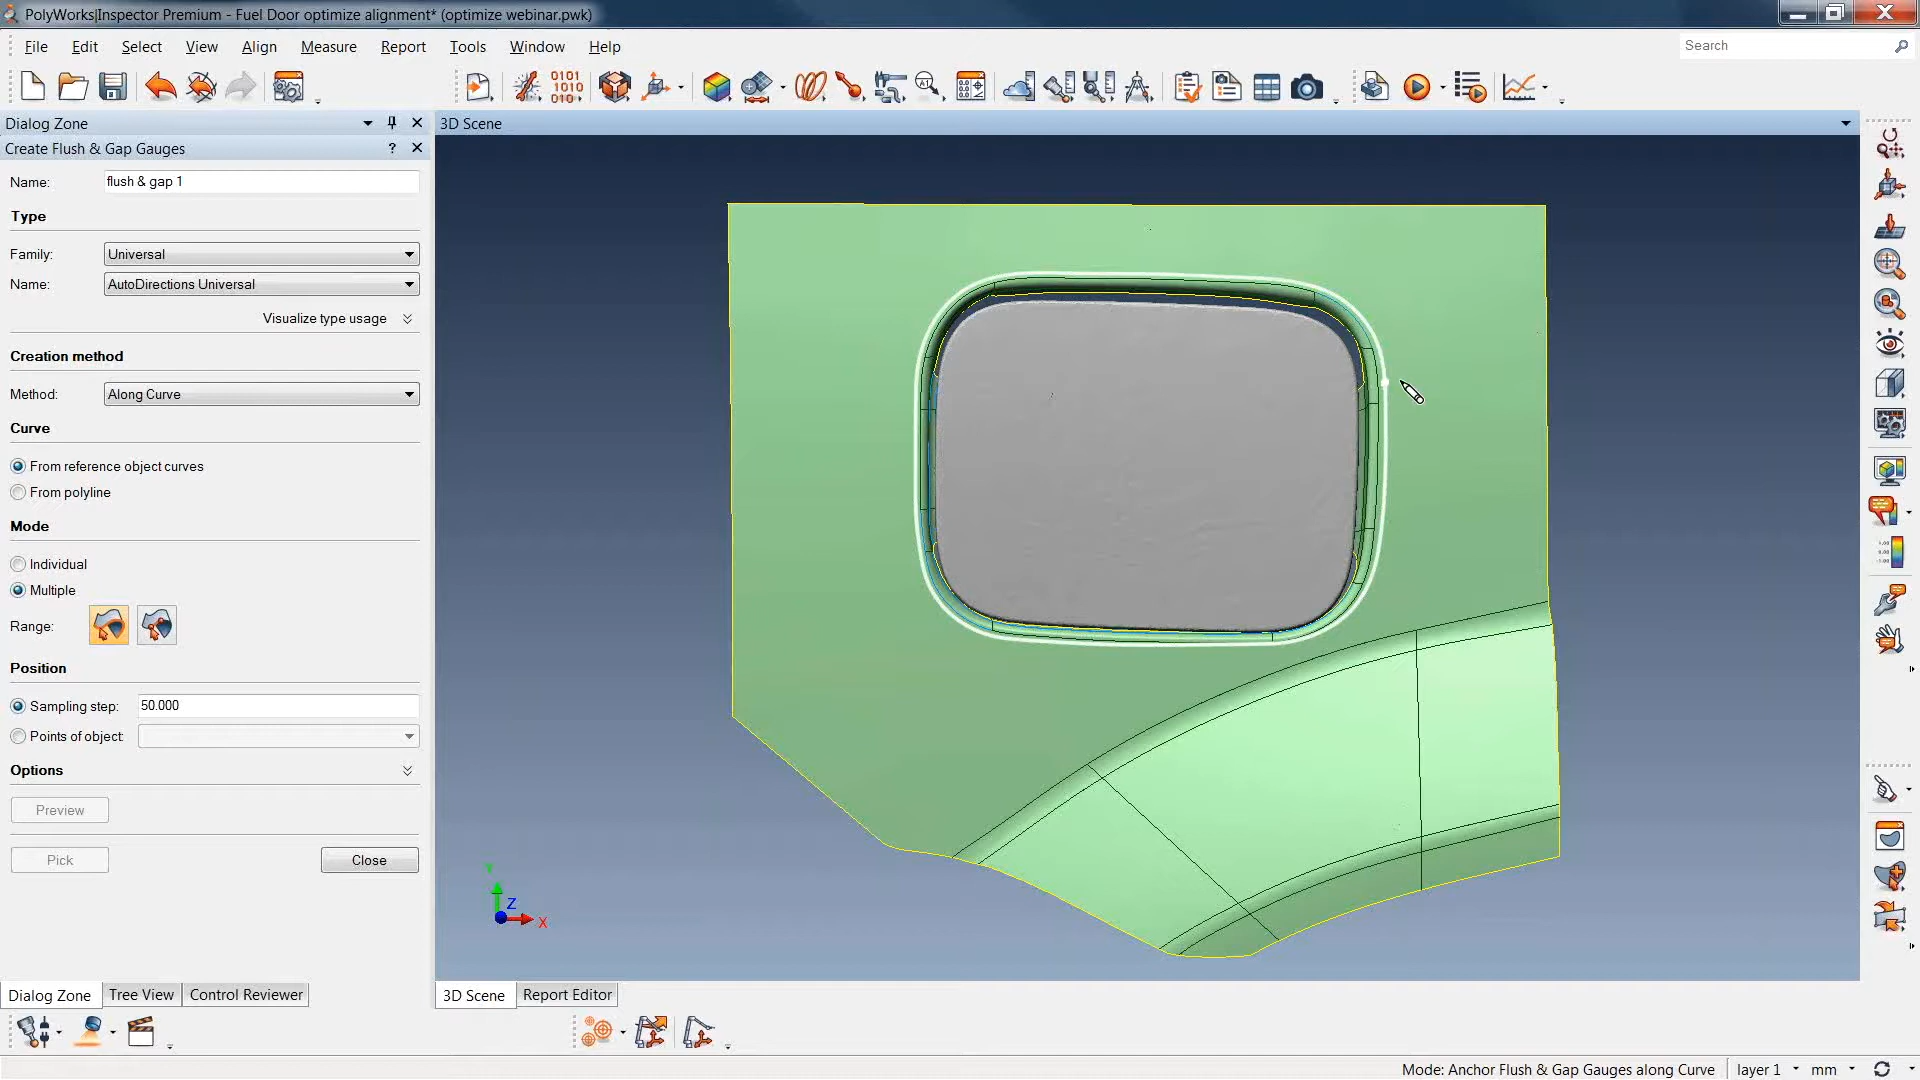 PolyWorks|Inspector Premium - Fuel Door optimize alignment* (optimize webinar.pwk)
File Edit Select View Align Measure Report Tools Window Help
Search
Dialog Zone
3D Scene
Create Flush & Gap Gauges
?
Name: flush & gap 1
Type
Family: Universal
Name: AutoDirections Universal
Visualize type usage
Creation method
Method: Along Curve
Curve
From reference object curves
From polyline
Mode
Individual
Multiple
Range:
Position
Sampling step: 50.000
Points of object:
Options
Preview
Pick
Close
Y
Z
X
Dialog Zone Tree View Control Reviewer
3D Scene Report Editor
Mode: Anchor Flush & Gap Gauges along Curve layer 1 mm